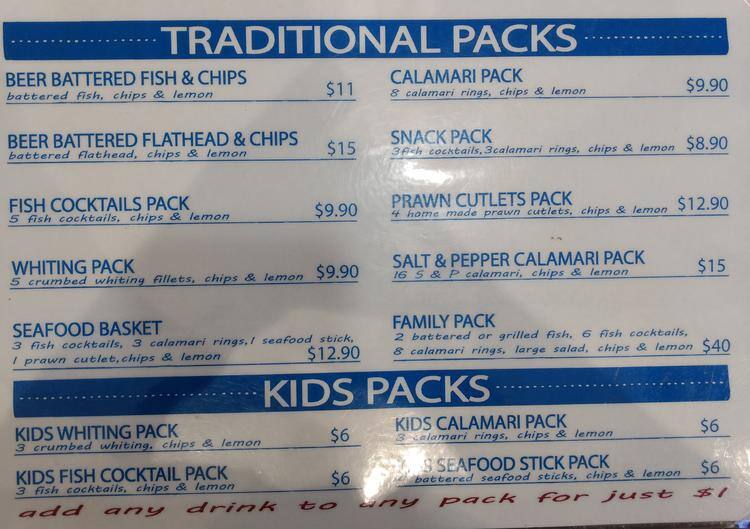 TRADITIONAL PACKS
BEER BATTERED FISH & CHIPS
battered fish, chips & lemon $11
BEER BATTERED FLATHEAD & CHIPS
battered flathead, chips & lemon $15
FISH COCKTAILS PACK
5 fish cocktails, chips & lemon $9.90
WHITING PACK
5 crumbed whiting fillets, chips & lemon $9.90
SEAFOOD BASKET
3 fish cocktails, 3 calamari rings,1 seafood stick,
1 prawn cutlet,chips & lemon $12.90
CALAMARI PACK
8 calamari rings, chips & lemon $9.90
SNACK PACK
3fish cocktails,3calamari rings, chips & lemon $8.90
PRAWN CUTLETS PACK
4 home made prawn cutlets, chips & lemon $12.90
SALT & PEPPER CALAMARI PACK
16 S & P calamari, chips & lemon $15
FAMILY PACK
2 battered or grilled fish, 6 fish cocktails,
8 calamari rings, large salad, chips & lemon $40
KIDS PACKS
KIDS WHITING PACK
3 crumbed whiting, chips & lemon $6
KIDS FISH COCKTAIL PACK
3 fish cocktails, chips & lemon $6
KIDS CALAMARI PACK
3 calamari rings, chips & lemon $6
SEAFOOD STICK PACK
battered seafood sticks, chips & lemon $6
add any drink to any pack for just $1